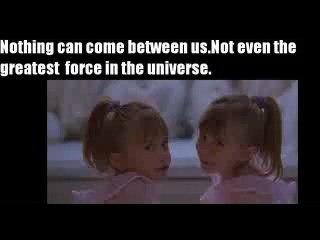 Nothing can come between us.Not even the
greatest force in the universe.